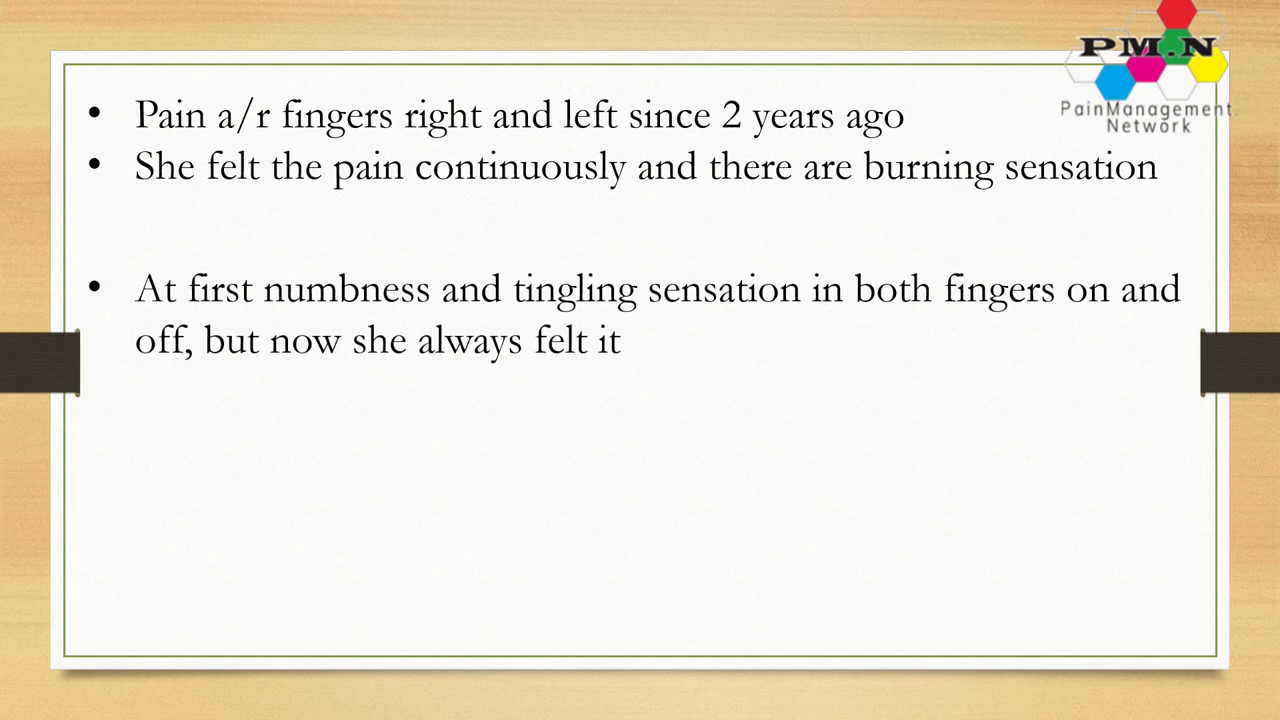 PM.N
PainManagement
Network
• Pain a/r fingers right and left since 2 years ago
• She felt the pain continuously and there are burning sensation
• At first numbness and tingling sensation in both fingers on and
off, but now she always felt it